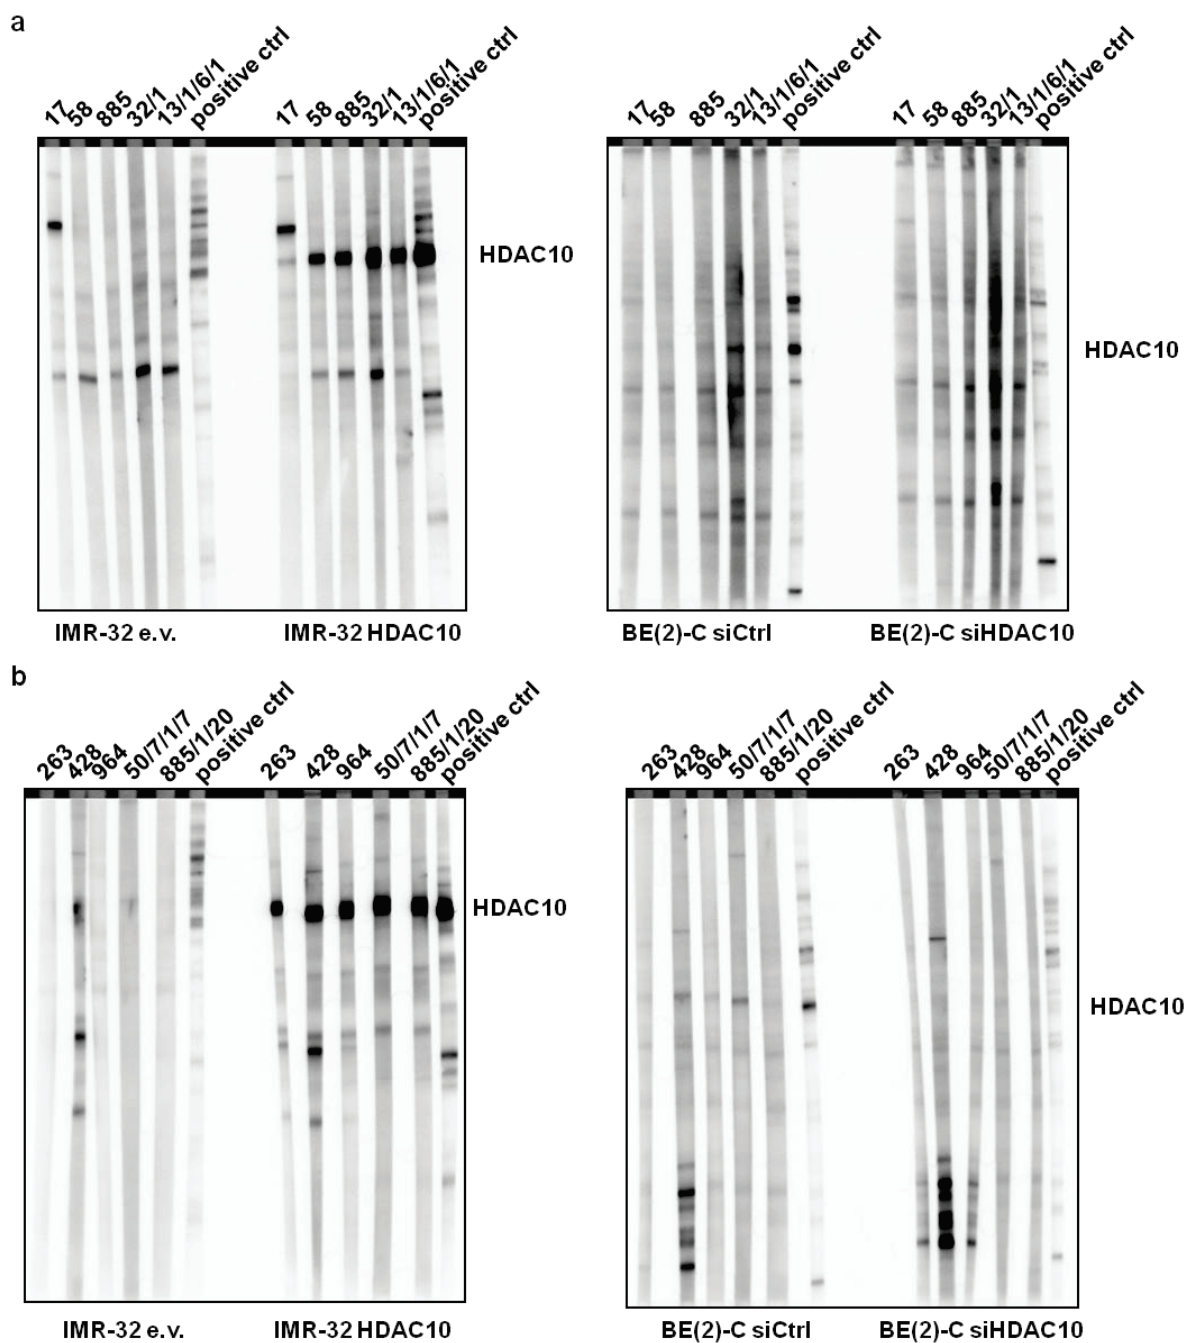 a
17 58 885 32/1 13/1/6/1 positive ctrl
17 58 885 32/1 13/1/6/1 positive ctrl
17 58 885 32/1 13/1/6/1 positive ctrl
17 58 885 32/1 13/1/6/1 positive ctrl
HDAC10
HDAC10
IMR-32 e.v.
IMR-32 HDAC10
BE(2)-C siCtrl
BE(2)-C siHDAC10
b
263 428 964 50/7/1/7 885/1/20 positive ctrl
263 428 964 50/7/1/7 885/1/20 positive ctrl
263 428 964 50/7/1/7 885/1/20 positive ctrl
263 428 964 50/7/1/7 885/1/20 positive ctrl
HDAC10
HDAC10
IMR-32 e.v.
IMR-32 HDAC10
BE(2)-C siCtrl
BE(2)-C siHDAC10